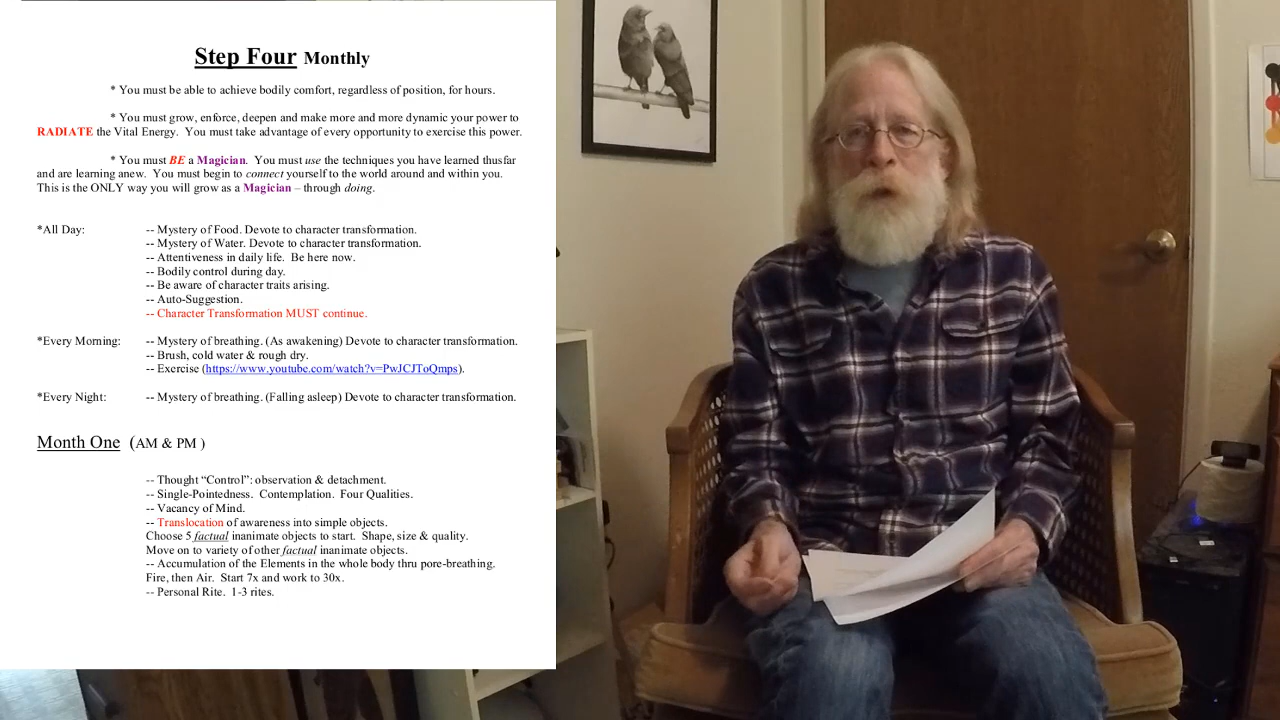 Step Four Monthly
* You must be able to achieve bodily comfort, regardless of position, for hours.
* You must grow, enforce, deepen and make more and more dynamic your power to
RADIATE the Vital Energy. You must take advantage of every opportunity to exercise this power.
* You must BE a Magician. You must use the techniques you have learned thusfar
and are learning anew. You must begin to connect yourself to the world around and within you.
This is the ONLY way you will grow as a Magician – through doing.
*All Day: -- Mystery of Food. Devote to character transformation.
-- Mystery of Water. Devote to character transformation.
-- Attentiveness in daily life. Be here now.
-- Bodily control during day.
-- Be aware of character traits arising.
-- Auto-Suggestion.
-- Character Transformation MUST continue.
*Every Morning: -- Mystery of breathing. (As awakening) Devote to character transformation.
-- Brush, cold water & rough dry.
-- Exercise (https://www.youtube.com/watch?v=PwJCJToQmps).
*Every Night: -- Mystery of breathing. (Falling asleep) Devote to character transformation.
Month One (AM & PM )
-- Thought “Control”: observation & detachment.
-- Single-Pointedness. Contemplation. Four Qualities.
-- Vacancy of Mind.
-- Translocation of awareness into simple objects.
Choose 5 factual inanimate objects to start. Shape, size & quality.
Move on to variety of other factual inanimate objects.
-- Accumulation of the Elements in the whole body thru pore-breathing.
Fire, then Air. Start 7x and work to 30x.
-- Personal Rite. 1-3 rites.